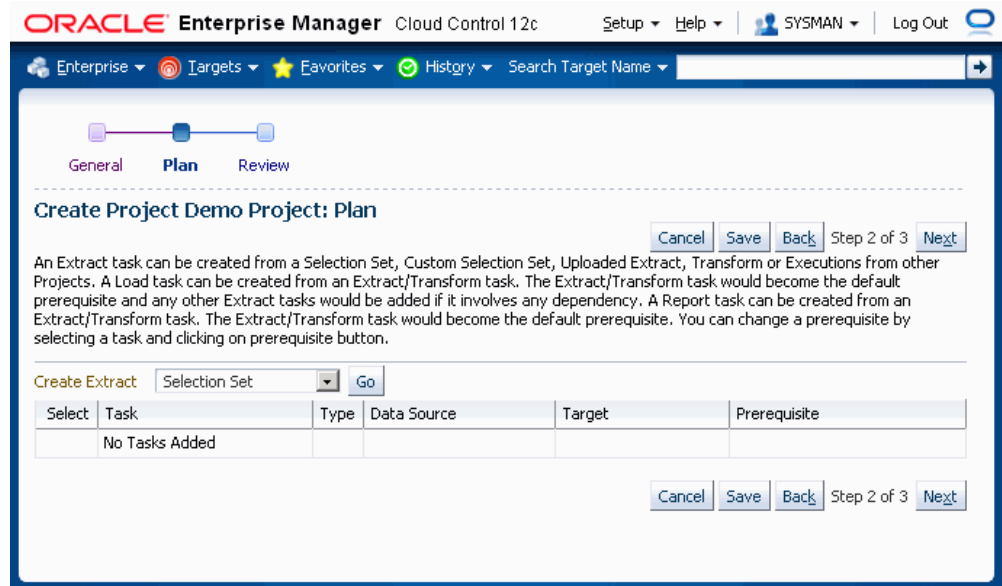 ORACLE Enterprise Manager Cloud Control 12c Setup Help SYSMAN Log Out
Enterprise Targets Favorites History Search Target Name
General Plan Review
Create Project Demo Project: Plan
Cancel Save Back Step 2 of 3 Next
An Extract task can be created from a Selection Set, Custom Selection Set, Uploaded Extract, Transform or Executions from other
Projects. A Load task can be created from an Extract/Transform task. The Extract/Transform task would become the default
prerequisite and any other Extract tasks would be added if it involves any dependency. A Report task can be created from an
Extract/Transform task. The Extract/Transform task would become the default prerequisite. You can change a prerequisite by
selecting a task and clicking on prerequisite button.
Create Extract Selection Set Go
Select Task Type Data Source Target Prerequisite
No Tasks Added
Cancel Save Back Step 2 of 3 Next